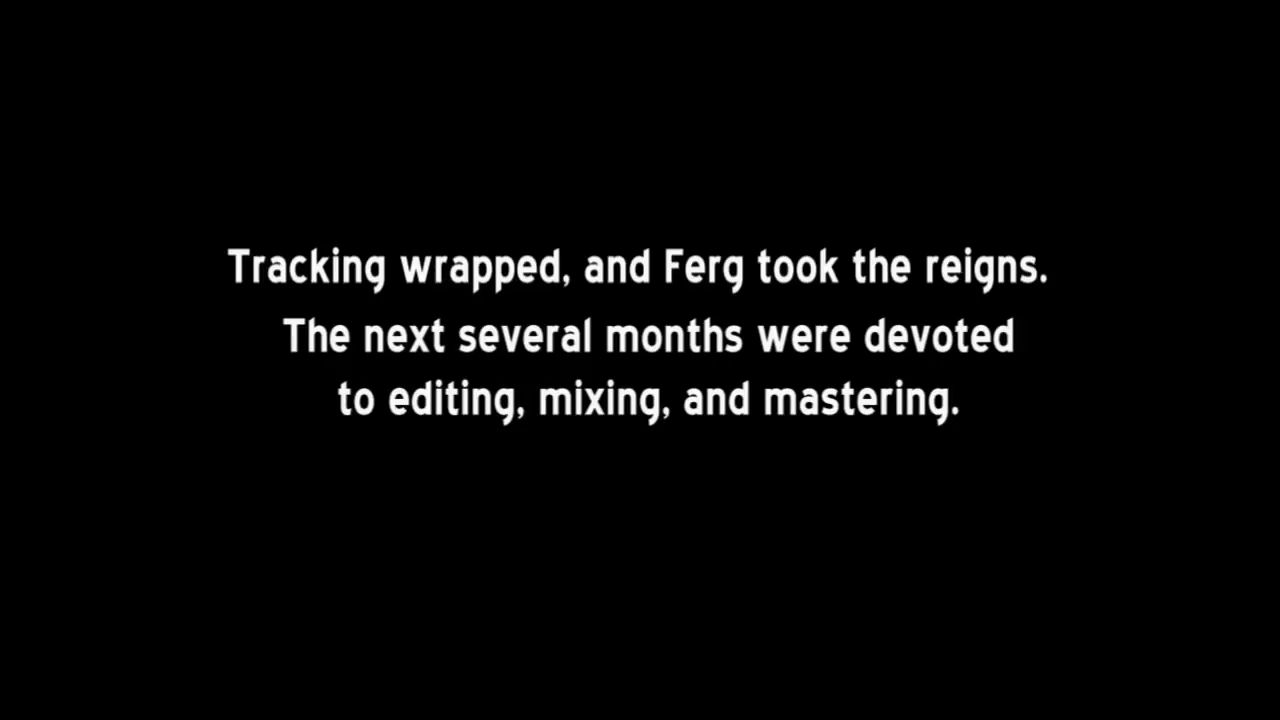 Tracking wrapped, and Ferg took the reigns.
The next several months were devoted
to editing, mixing, and mastering.